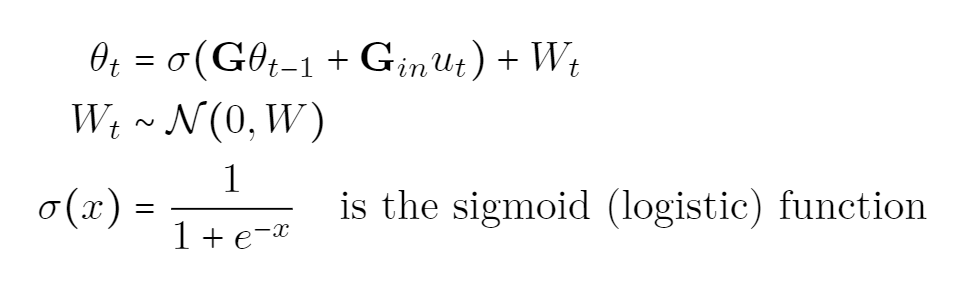 θ_t = σ(𝐆θ_{t−1} + 𝐆_{in}u_t) + W_t
W_t ~ 𝒩(0, W)
σ(x) = 1 / (1 + e^{−x}) is the sigmoid (logistic) function